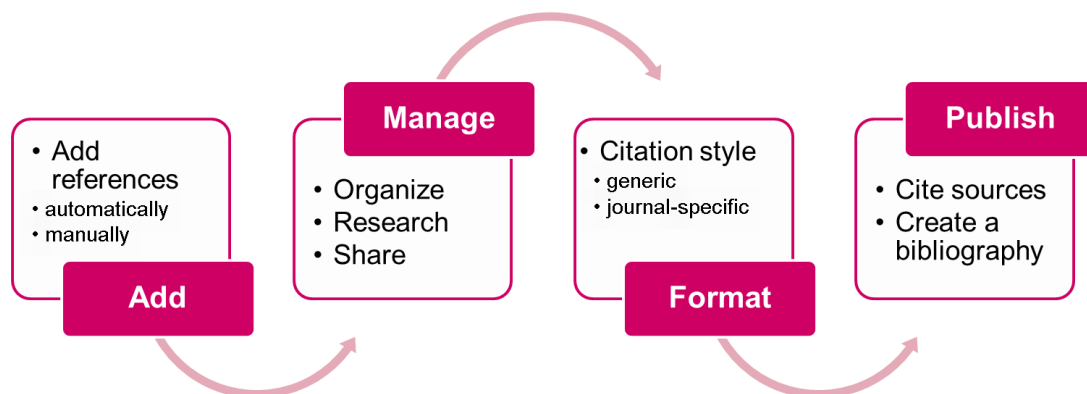 • Add
references
• automatically
• manually
Add
Manage
• Organize
• Research
• Share
• Citation style
• generic
• journal-specific
Format
Publish
• Cite sources
• Create a
bibliography